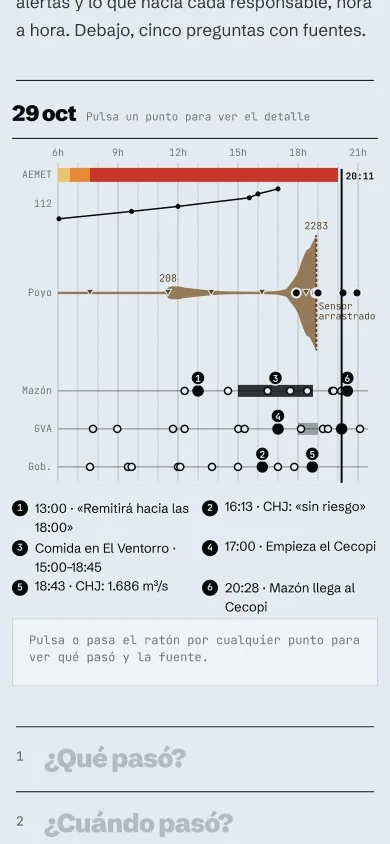 alertas y lo que hacía cada responsable, hora
a hora. Debajo, cinco preguntas con fuentes.
29 oct Pulsa un punto para ver el detalle
6h 9h 12h 15h 18h 21h
AEMET 20:11
112
2283
208
Poyo
Sensor
arrastrado
1 3 6
Mazón
4
GVA
2 5
Gob.
1 13:00 · «Remitirá hacia las
18:00»
2 16:13 · CHJ: «sin riesgo»
3 Comida en El Ventorro ·
15:00–18:45
4 17:00 · Empieza el Cecopi
5 18:43 · CHJ: 1.686 m³/s
6 20:28 · Mazón llega al
Cecopi
Pulsa o pasa el ratón por cualquier punto para
ver qué pasó y la fuente.
1 ¿Qué pasó?
2 ¿Cuándo pasó?